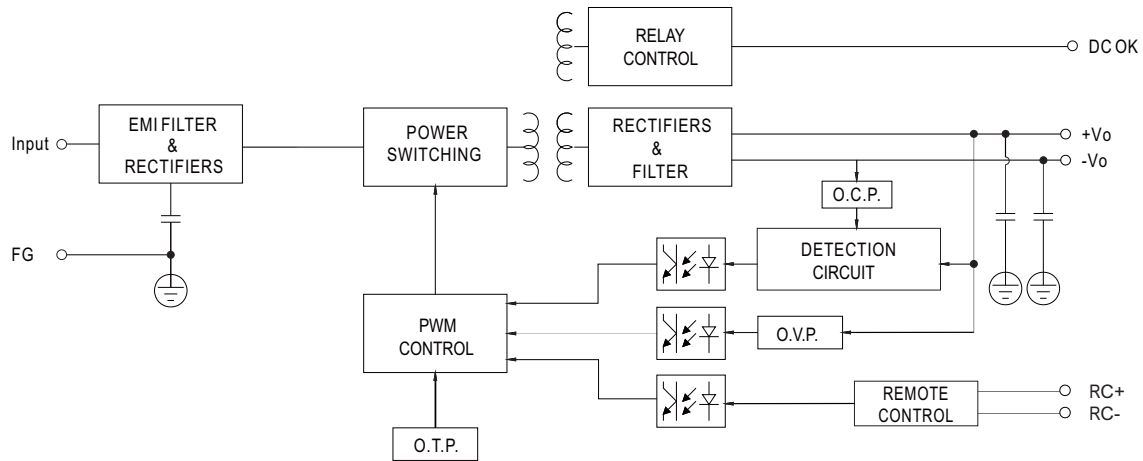 RELAY
CONTROL
DC OK
Input
EMI FILTER
&
RECTIFIERS
POWER
SWITCHING
RECTIFIERS
&
FILTER
+Vo
-Vo
O.C.P.
FG
DETECTION
CIRCUIT
PWM
CONTROL
O.V.P.
REMOTE
CONTROL
RC+
RC-
O.T.P.